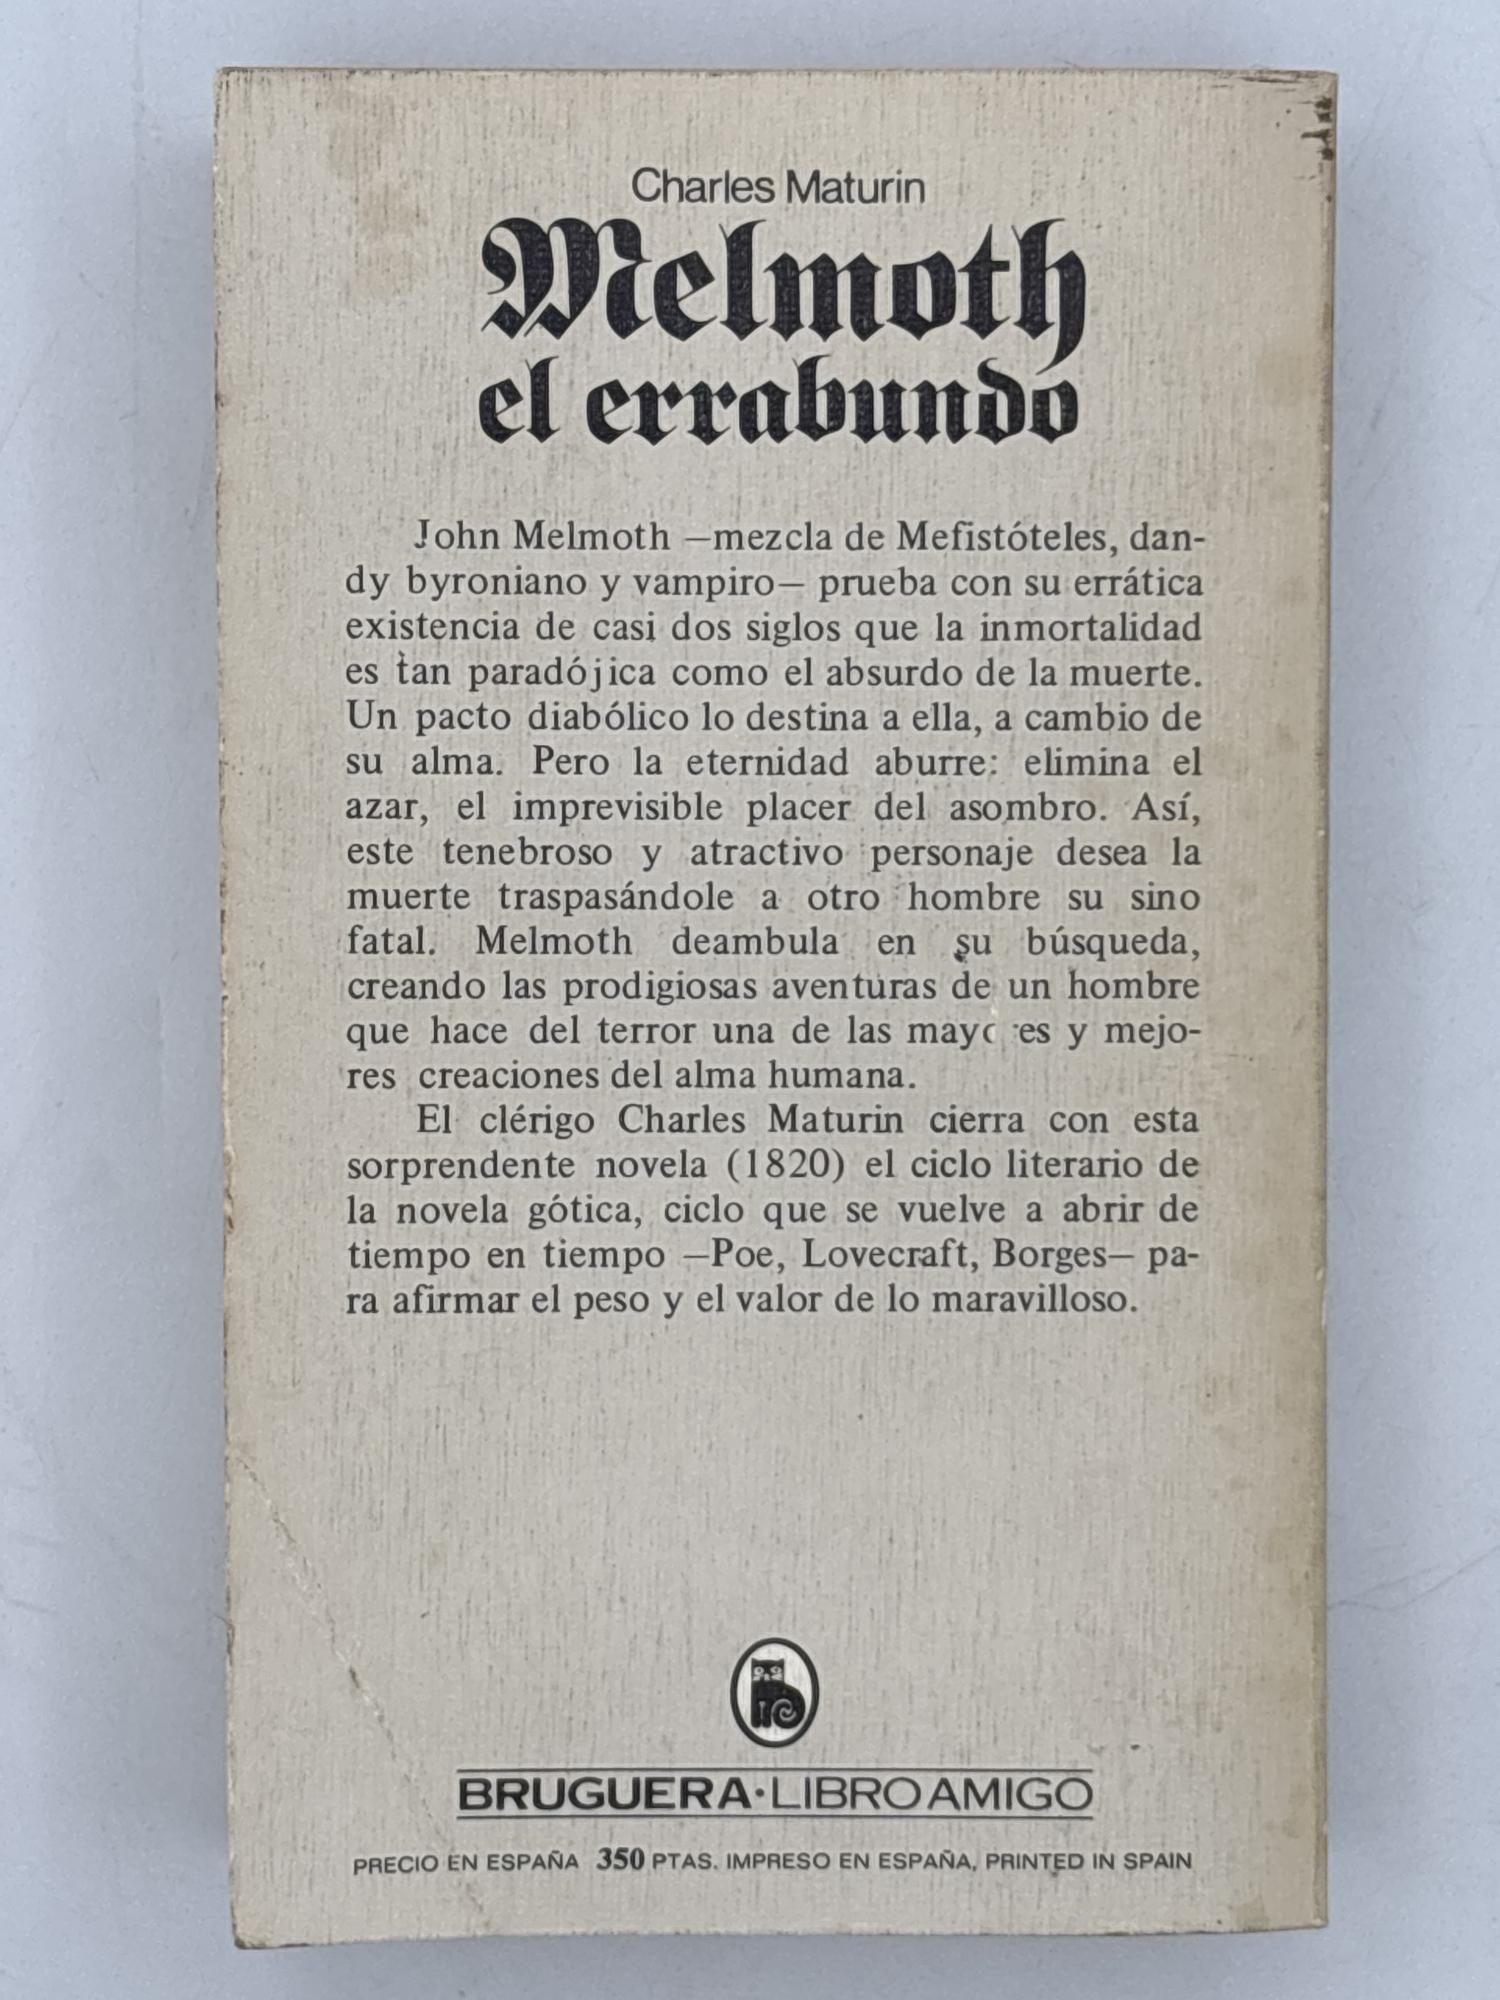 Charles Maturin
Melmoth
el errabundo
John Melmoth —mezcla de Mefistóteles, dan-
dy byroniano y vampiro— prueba con su errática
existencia de casi dos siglos que la inmortalidad
es tan paradójica como el absurdo de la muerte.
Un pacto diabólico lo destina a ella, a cambio de
su alma. Pero la eternidad aburre: elimina el
azar, el imprevisible placer del asombro. Así,
este tenebroso y atractivo personaje desea la
muerte traspasándole a otro hombre su sino
fatal. Melmoth deambula en su búsqueda,
creando las prodigiosas aventuras de un hombre
que hace del terror una de las mayores y mejo-
res creaciones del alma humana.
El clérigo Charles Maturin cierra con esta
sorprendente novela (1820) el ciclo literario de
la novela gótica, ciclo que se vuelve a abrir de
tiempo en tiempo —Poe, Lovecraft, Borges— pa-
ra afirmar el peso y el valor de lo maravilloso.
BRUGUERA·LIBRO AMIGO
PRECIO EN ESPAÑA 350 PTAS. IMPRESO EN ESPAÑA, PRINTED IN SPAIN